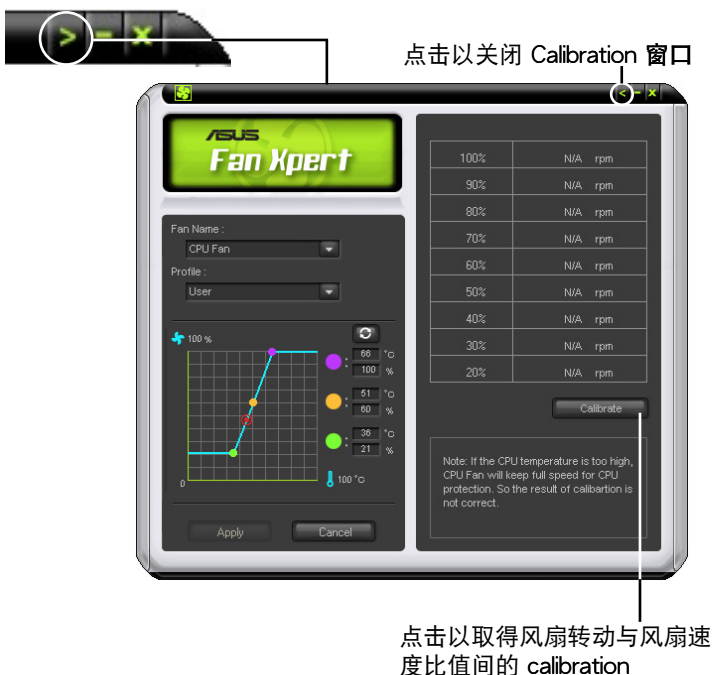 点击以关闭 Calibration 窗口
ASUS
Fan Xpert
Fan Name :
CPU Fan
Profile :
User
100 %
66 °C
100 %
51 °C
60 %
36 °C
21 %
0
100 °C
Apply
Cancel
100% N/A rpm
90% N/A rpm
80% N/A rpm
70% N/A rpm
60% N/A rpm
50% N/A rpm
40% N/A rpm
30% N/A rpm
20% N/A rpm
Calibrate
Note: If the CPU temperature is too high,
CPU Fan will keep full speed for CPU
protection. So the result of calibartion is
not correct.
点击以取得风扇转动与风扇速
度比值间的 calibration